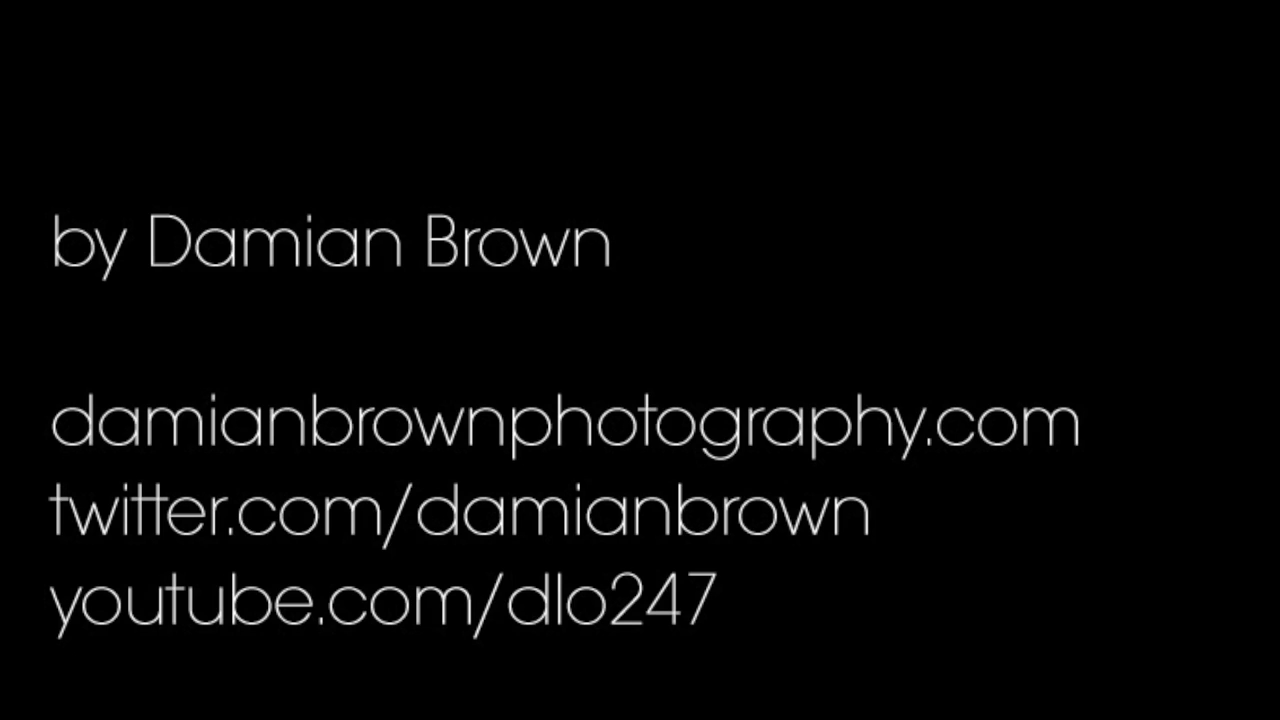 by Damian Brown
damianbrownphotography.com
twitter.com/damianbrown
youtube.com/dlo247